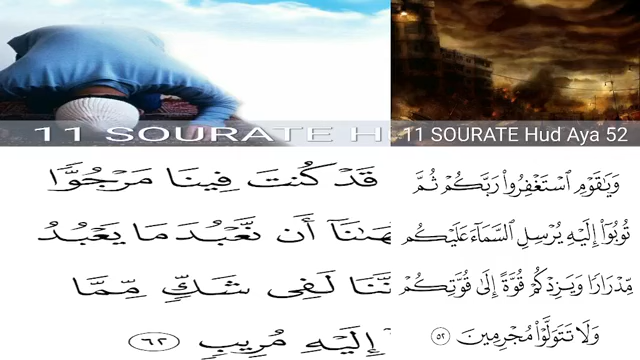 11 SOURATE H
11 SOURATE Hud Aya 52
قَدْ كُنتَ فِينَا مَرْجُوًّا
هَىٰنَآ أَن نَّعْبُدَ مَا يَعْبُدُ
نَّنَا لَفِى شَكٍّ مِّمَّا
إِلَيْهِ مُرِيبٍ ٦٢
وَيَٰقَوْمِ ٱسْتَغْفِرُوا۟ رَبَّكُمْ ثُمَّ
تُوبُوٓا۟ إِلَيْهِ يُرْسِلِ ٱلسَّمَآءَ عَلَيْكُم
مِّدْرَارًا وَيَزِدْكُمْ قُوَّةً إِلَىٰ قُوَّتِكُمْ
وَلَا تَتَوَلَّوْا۟ مُجْرِمِينَ ٥٢